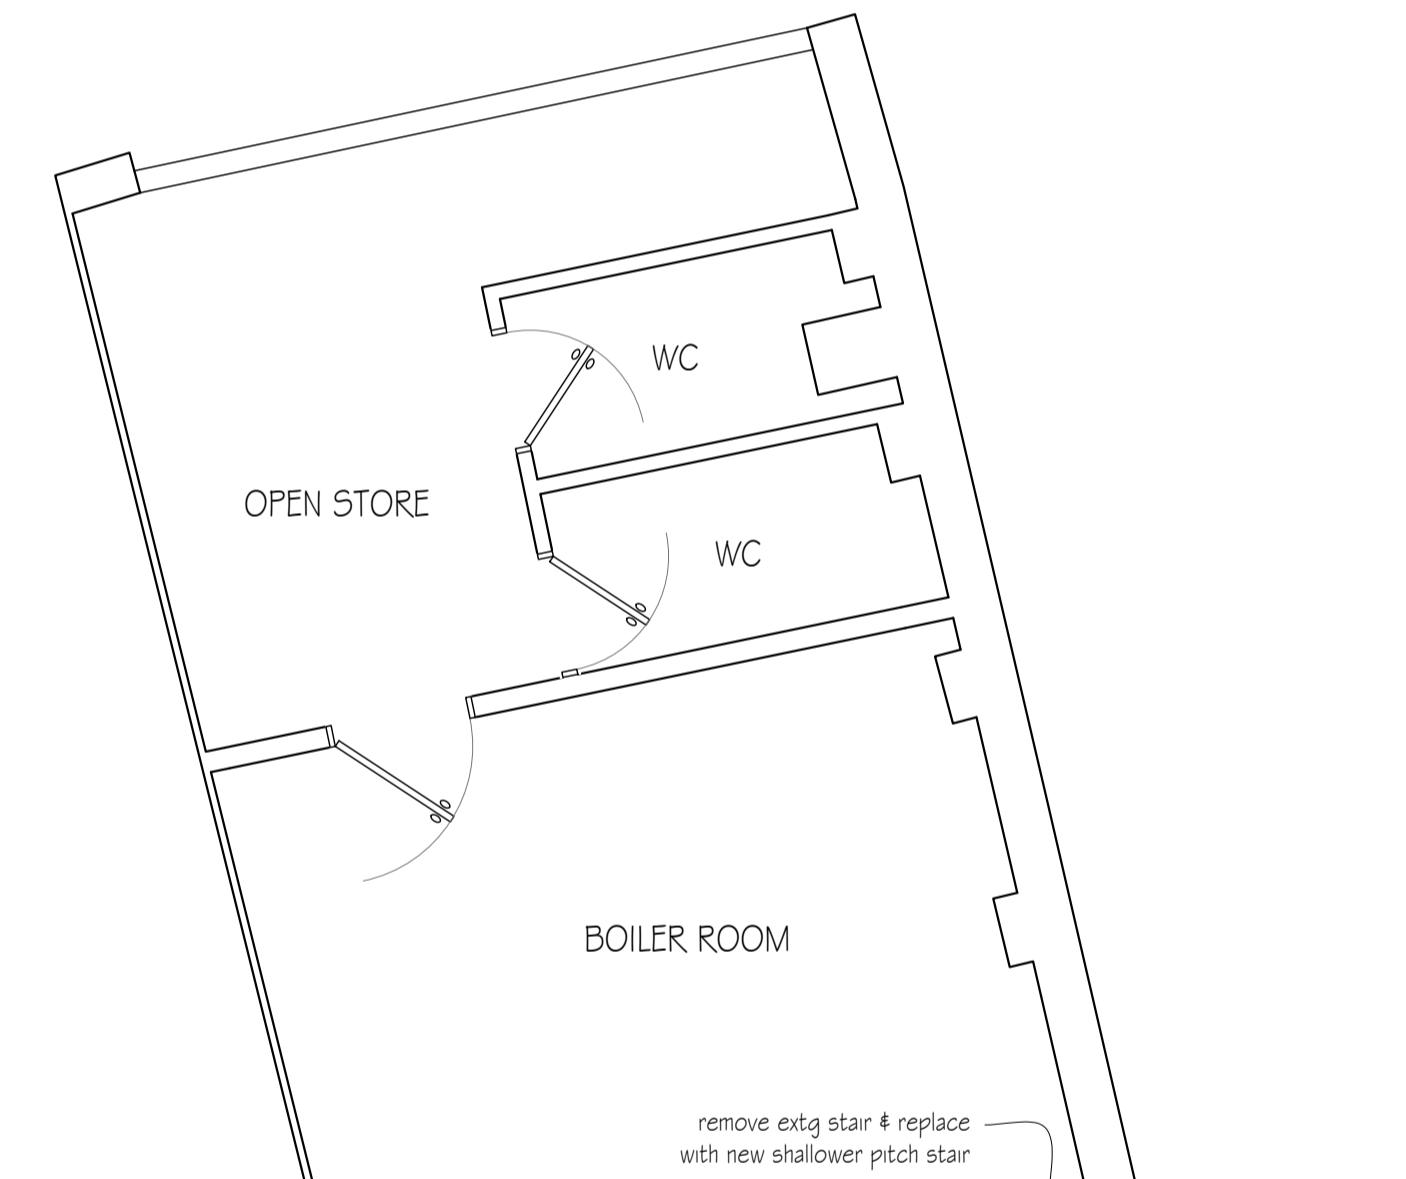 WC
OPEN STORE
WC
BOILER ROOM
remove extg stair & replace
with new shallower pitch stair